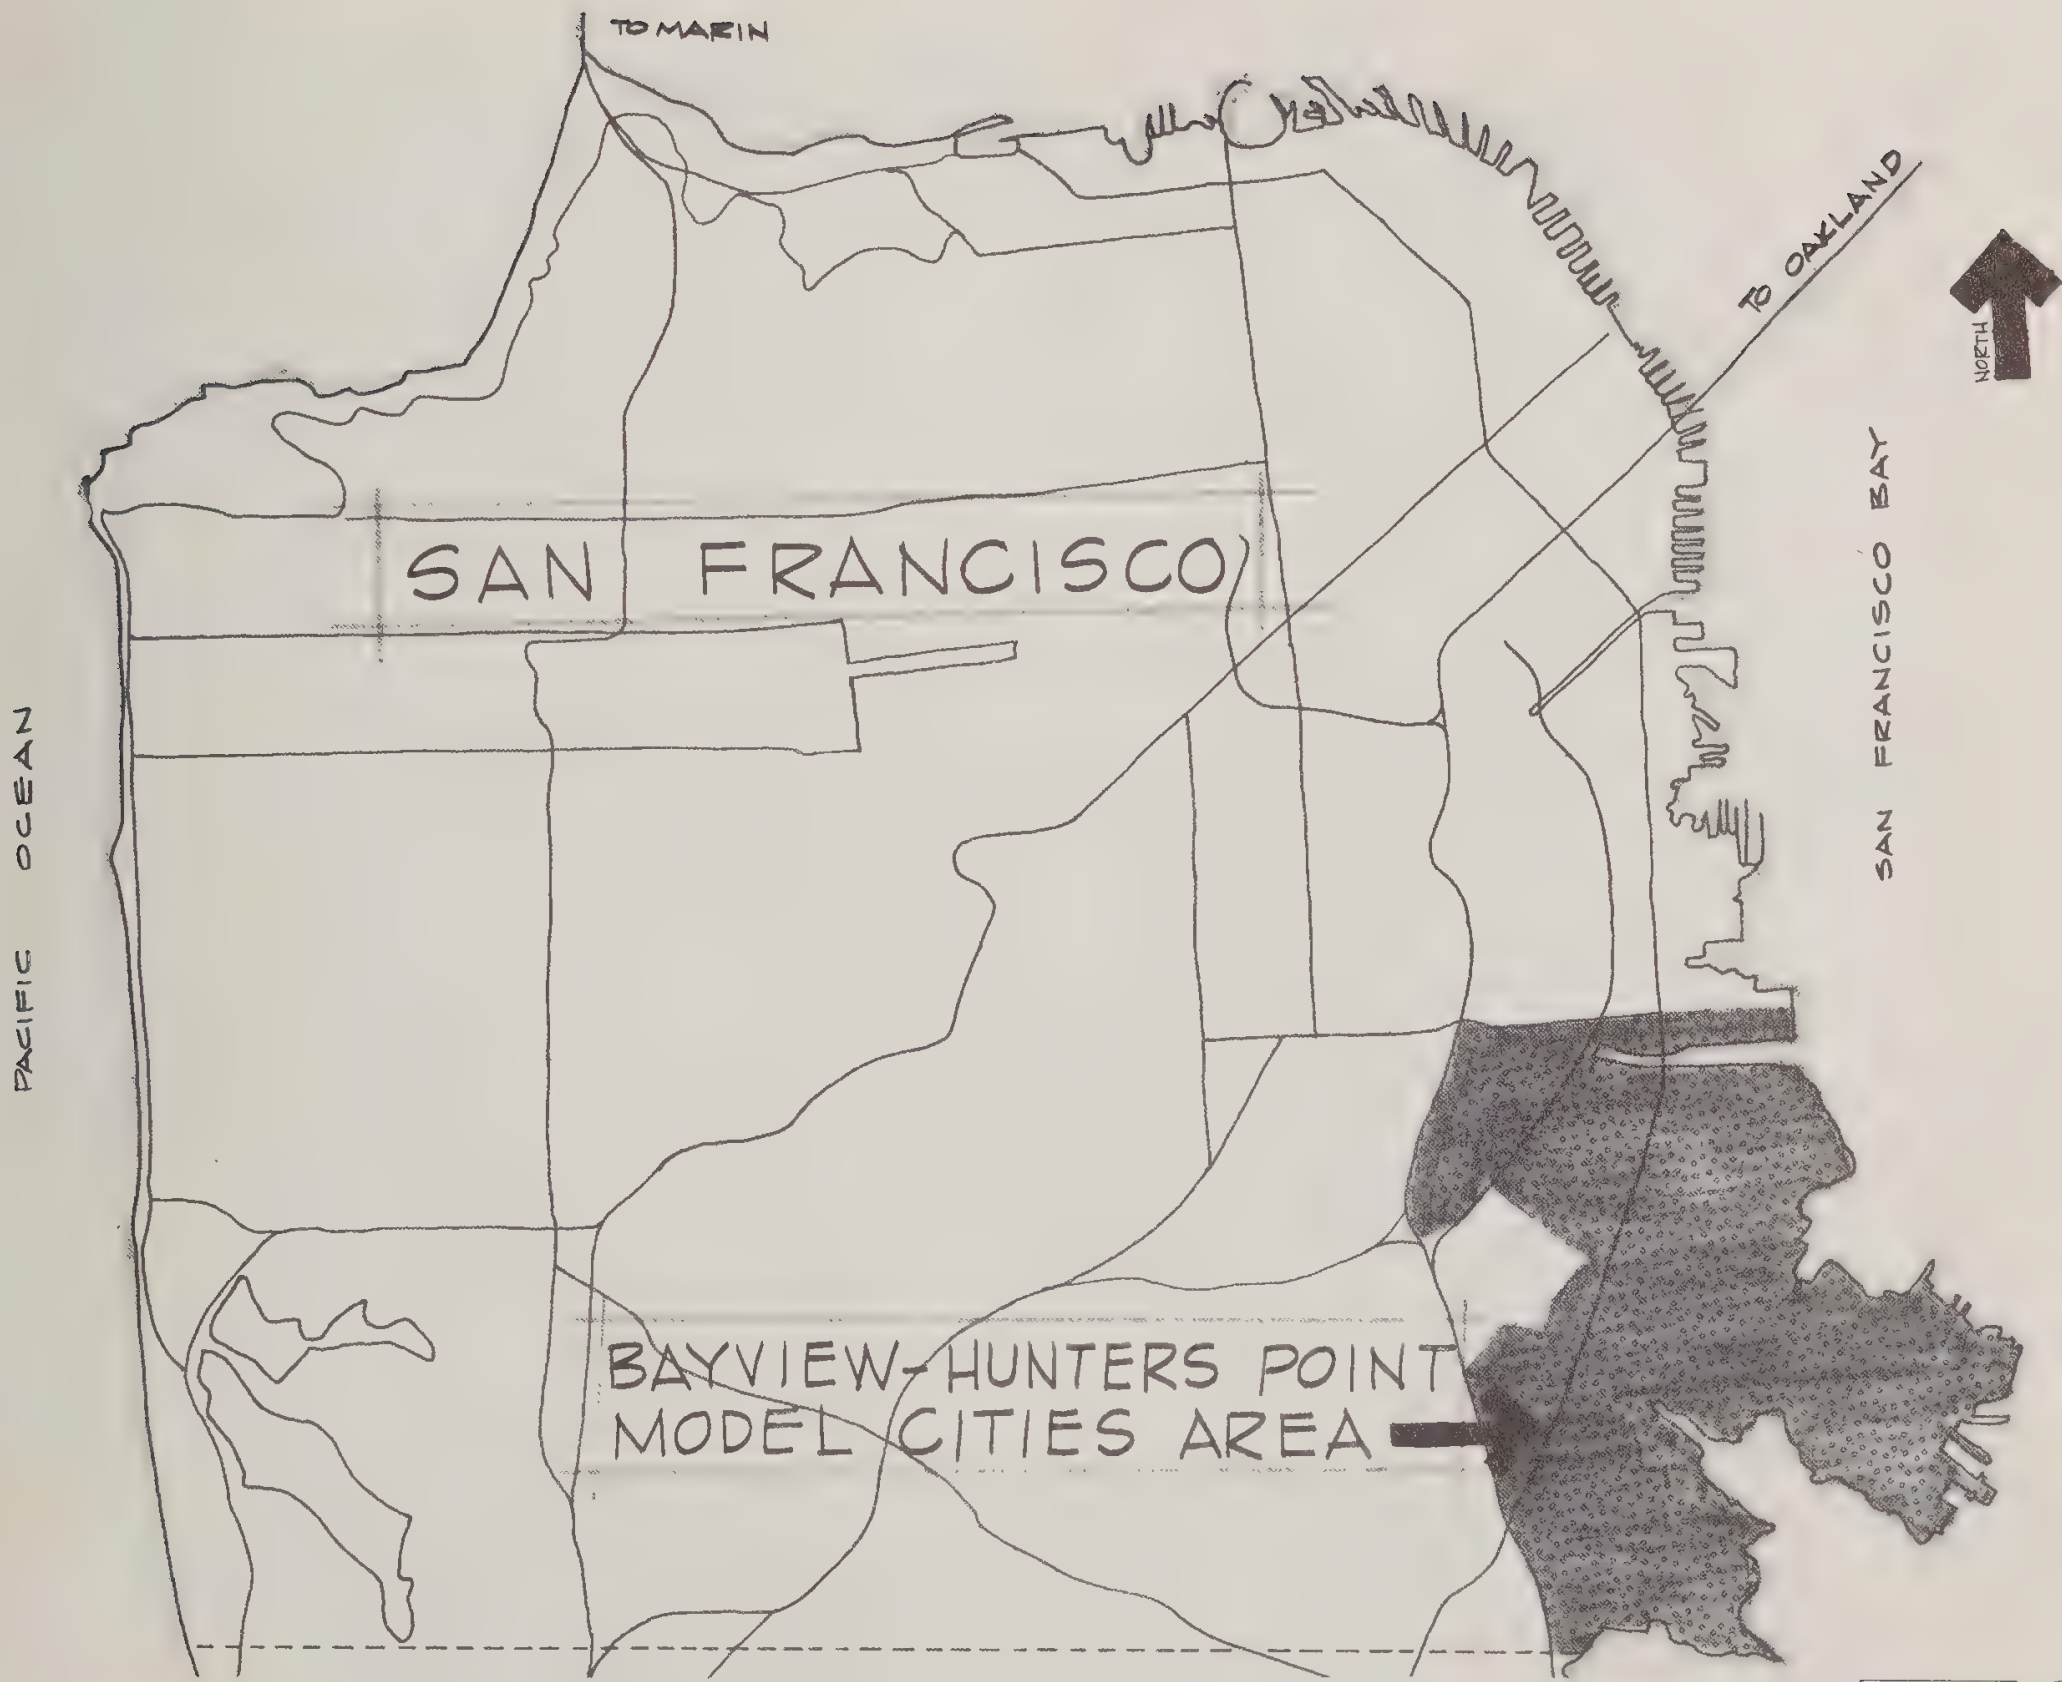 TO MARIN
TO OAKLAND
NORTH
SAN FRANCISCO
SAN FRANCISCO BAY
PACIFIC OCEAN
BAYVIEW-HUNTERS POINT
MODEL CITIES AREA